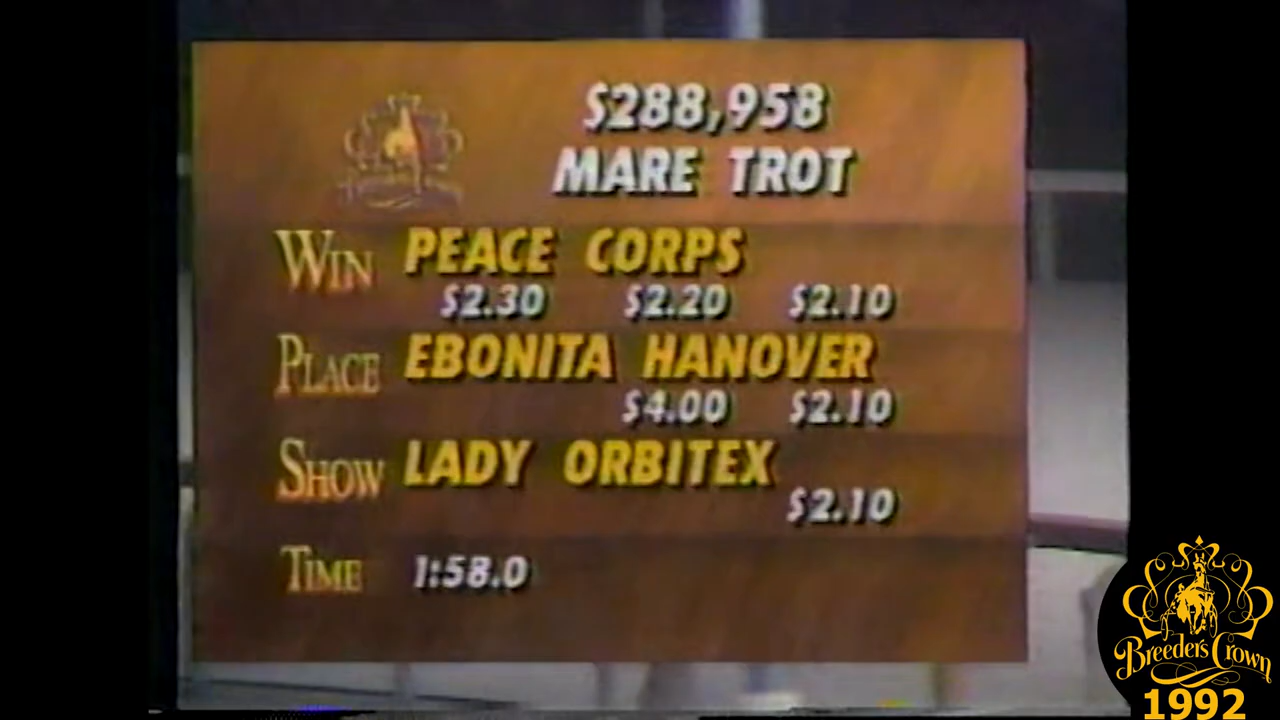 $288,958
MARE TROT
WIN PEACE CORPS
$2.30 $2.20 $2.10
PLACE EBONITA HANOVER
$4.00 $2.10
SHOW LADY ORBITEX
$2.10
TIME 1:58.0
Breeders Crown
1992